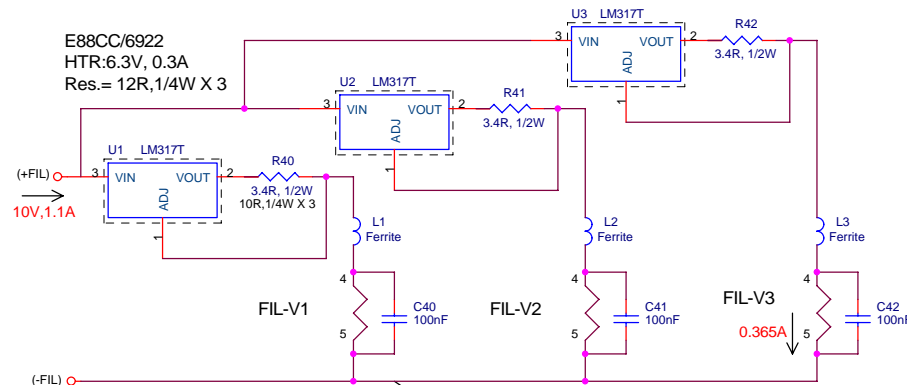 E88CC/6922
HTR:6.3V, 0.3A
Res.= 12R,1/4W X 3
U3 LM317T
3 VIN VOUT 2
ADJ
1
R42
3.4R, 1/2W
U2 LM317T
3 VIN VOUT 2
ADJ
1
R41
3.4R, 1/2W
U1 LM317T
3 VIN VOUT 2
ADJ
1
R40
3.4R, 1/2W
10R,1/4W X 3
(+FIL)
10V,1.1A
L1
Ferrite
L2
Ferrite
L3
Ferrite
FIL-V1
4
5
C40
100nF
FIL-V2
4
5
C41
100nF
FIL-V3
5
4
C42
100nF
0.365A
(-FIL)